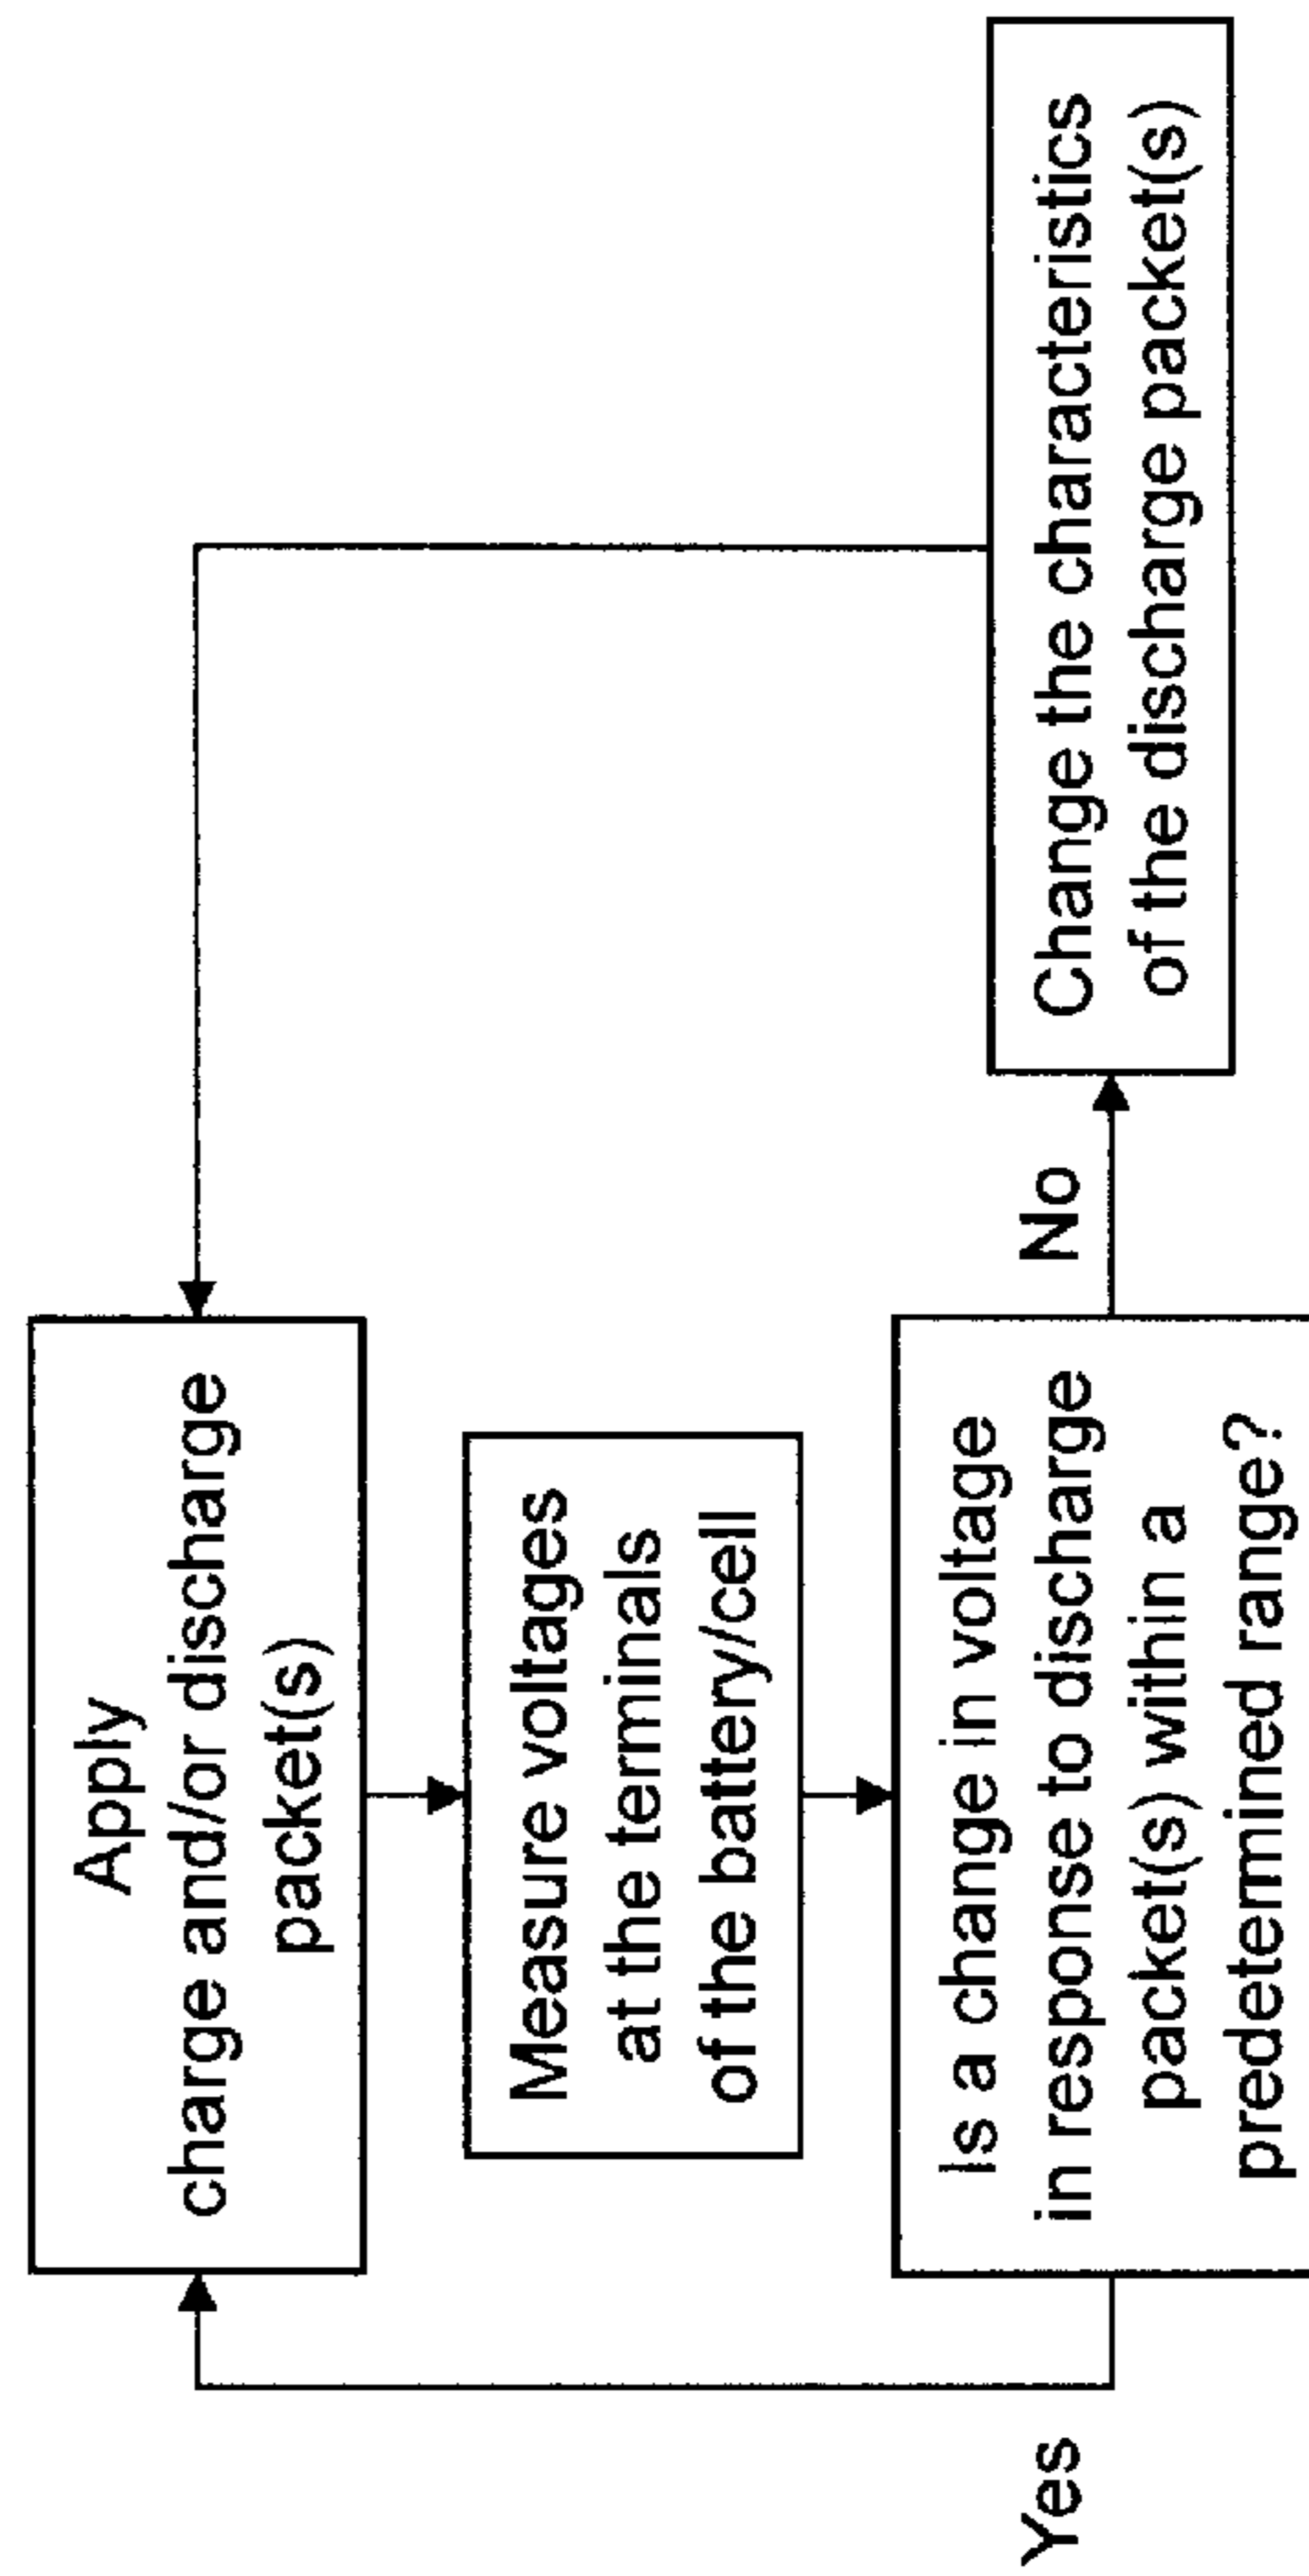 Apply
charge and/or discharge
packet(s)
Measure voltages
at the terminals
of the battery/cell
Is a change in voltage
in response to discharge
packet(s) within a
predetermined range?
Yes
No
Change the characteristics
of the discharge packet(s)